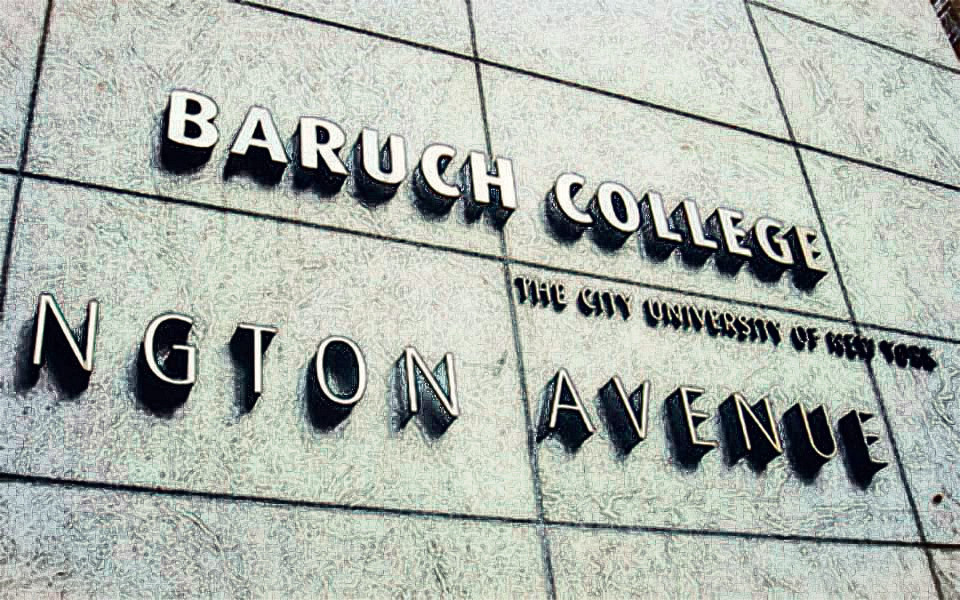 BARUCH COLLEGE
THE CITY UNIVERSITY OF NEW YORK
NGTON AVENUE